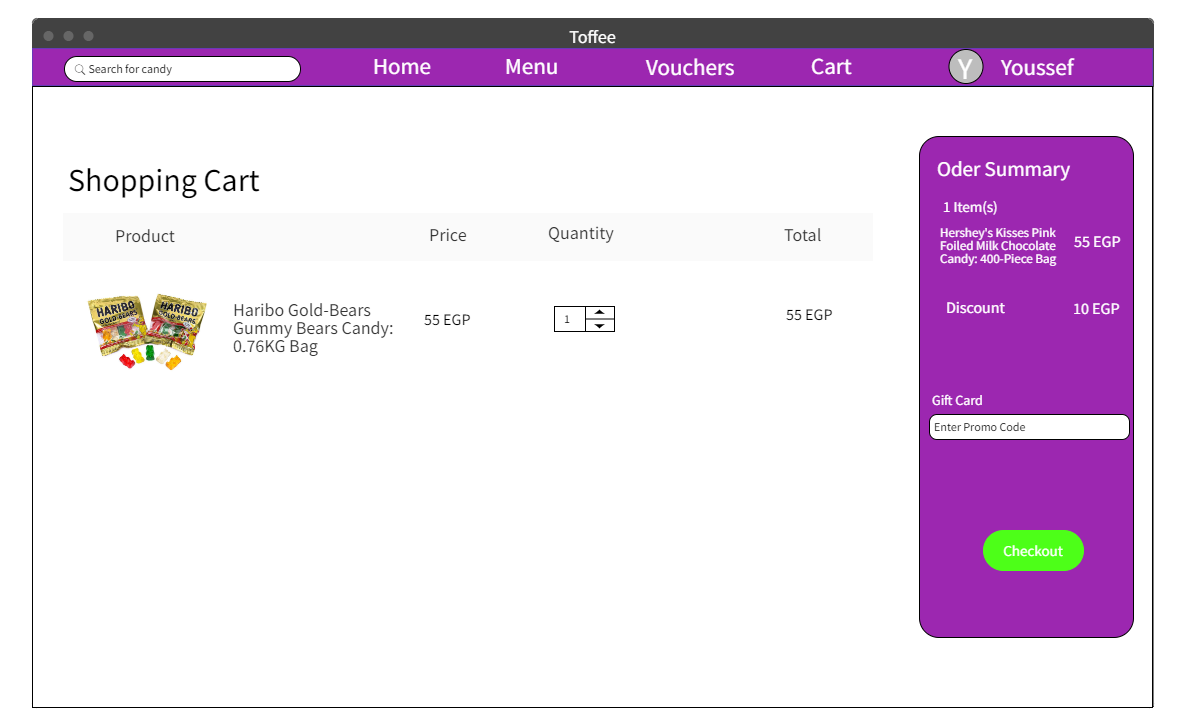 Toffee
Search for candy
Home
Menu
Vouchers
Cart
Y
Youssef
Shopping Cart
Product
Price
Quantity
Total
HARIBO
GOLD-BEARS
HARIBO
GOLD-BEARS
Haribo Gold-Bears
Gummy Bears Candy:
0.76KG Bag
55 EGP
1
55 EGP
Oder Summary
1 Item(s)
Hershey's Kisses Pink
Foiled Milk Chocolate
Candy: 400-Piece Bag
55 EGP
Discount
10 EGP
Gift Card
Enter Promo Code
Checkout